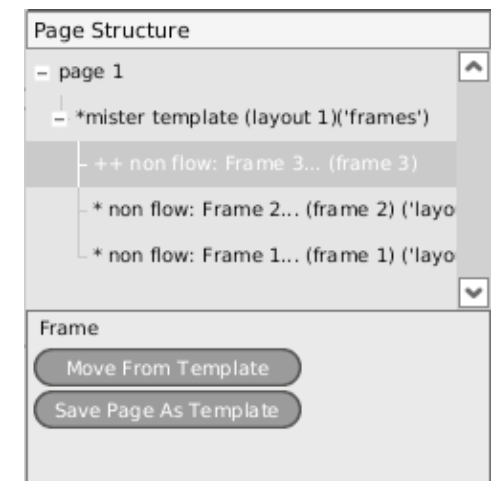 Page Structure
page 1
*mister template (layout 1)('frames')
++ non flow: Frame 3... (frame 3)
* non flow: Frame 2... (frame 2) ('layo
* non flow: Frame 1... (frame 1) ('layo
Frame
Move From Template
Save Page As Template